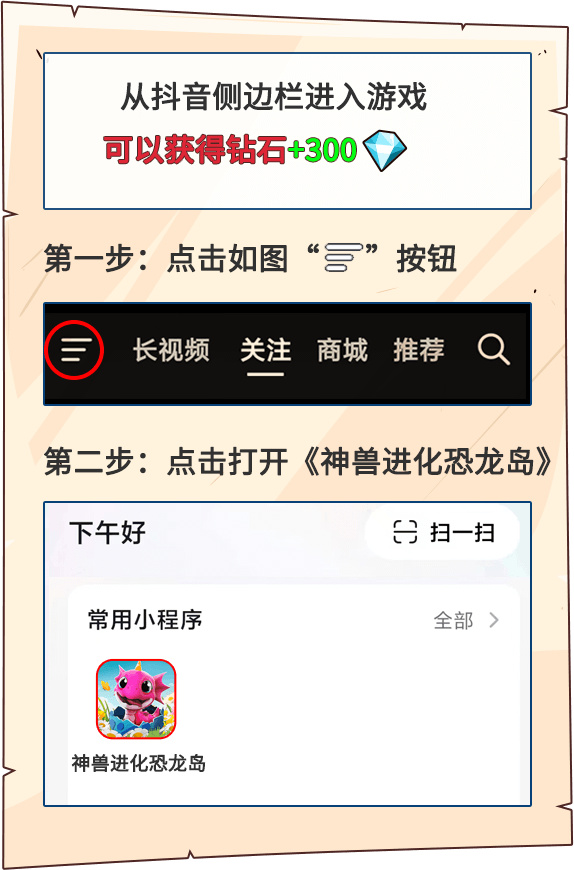 从抖音侧边栏进入游戏
可以获得钻石+300
第一步：点击如图“ ”按钮
长视频 关注 商城 推荐
第二步：点击打开《神兽进化恐龙岛》
下午好 扫一扫
常用小程序 全部
神兽进化恐龙岛